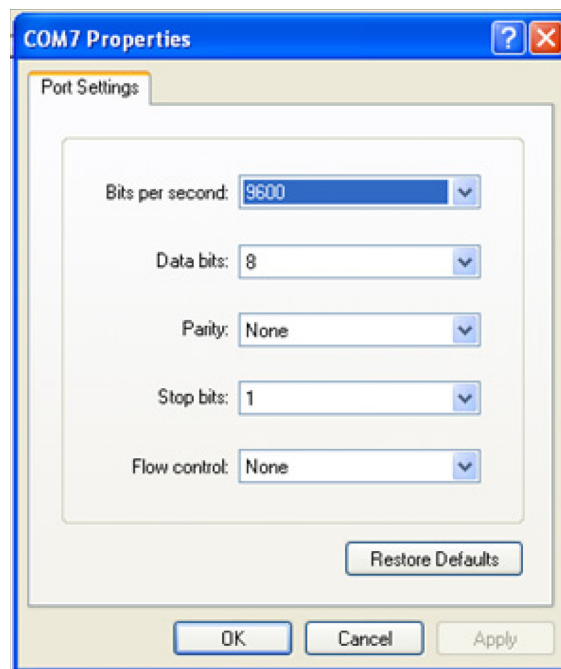 COM7 Properties
Port Settings
Bits per second: 9600
Data bits: 8
Parity: None
Stop bits: 1
Flow control: None
Restore Defaults
OK Cancel Apply